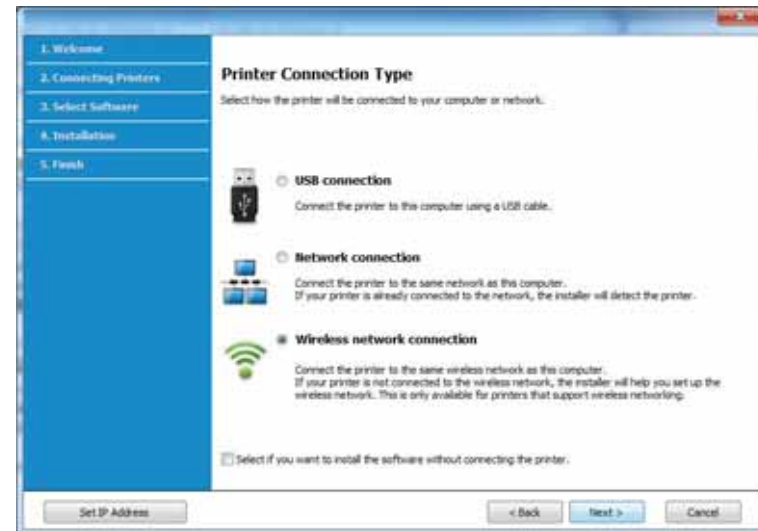 1. Welcome
2. Connecting Printers
3. Select Software
4. Installation
5. Finish
Printer Connection Type
Select how the printer will be connected to your computer or network.
USB connection
Connect the printer to this computer using a USB cable.
Network connection
Connect the printer to the same network as this computer.
If your printer is already connected to the network, the installer will detect the printer.
Wireless network connection
Connect the printer to the same wireless network as this computer.
If your printer is not connected to the wireless network, the installer will help you set up the
wireless network. This is only available for printers that support wireless networking.
Select if you want to install the software without connecting the printer.
Set IP Address
< Back
Next >
Cancel